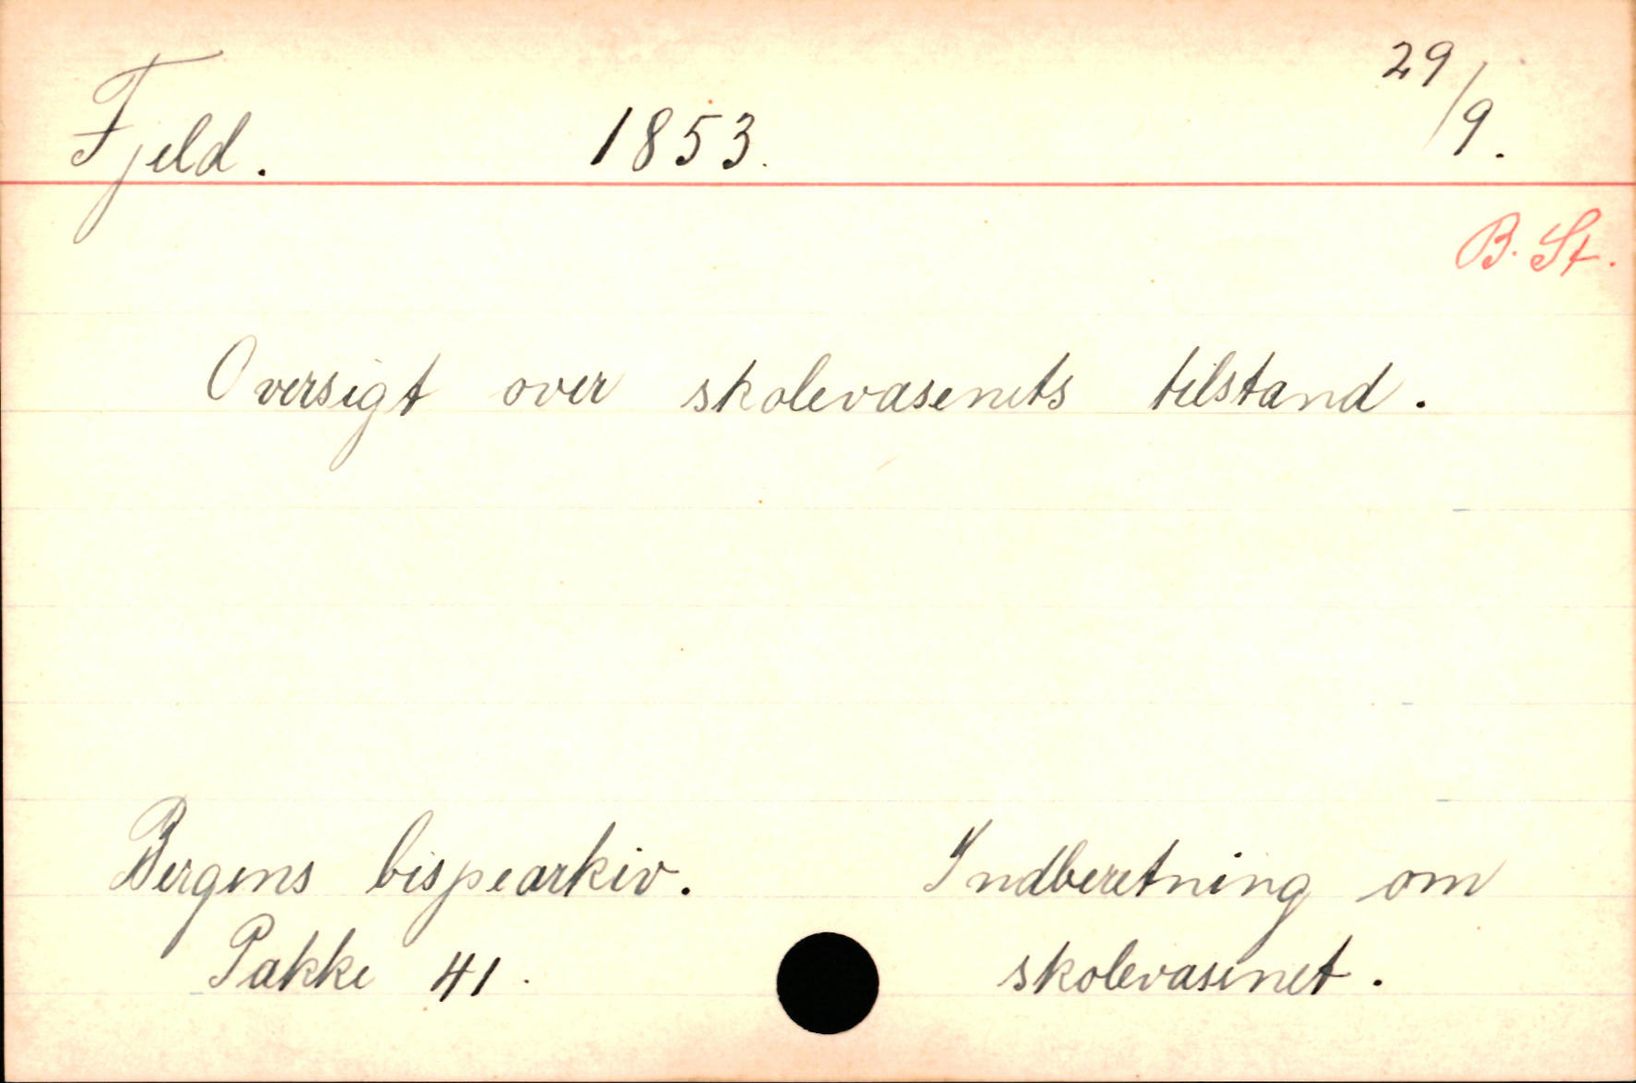 Fjeld. 1853. 29/9.
B. St.
Oversigt over skolevæsenets tilstand.
Bergens bispearkiv. Indberetning om
Pakke 41. skolevæsenet.